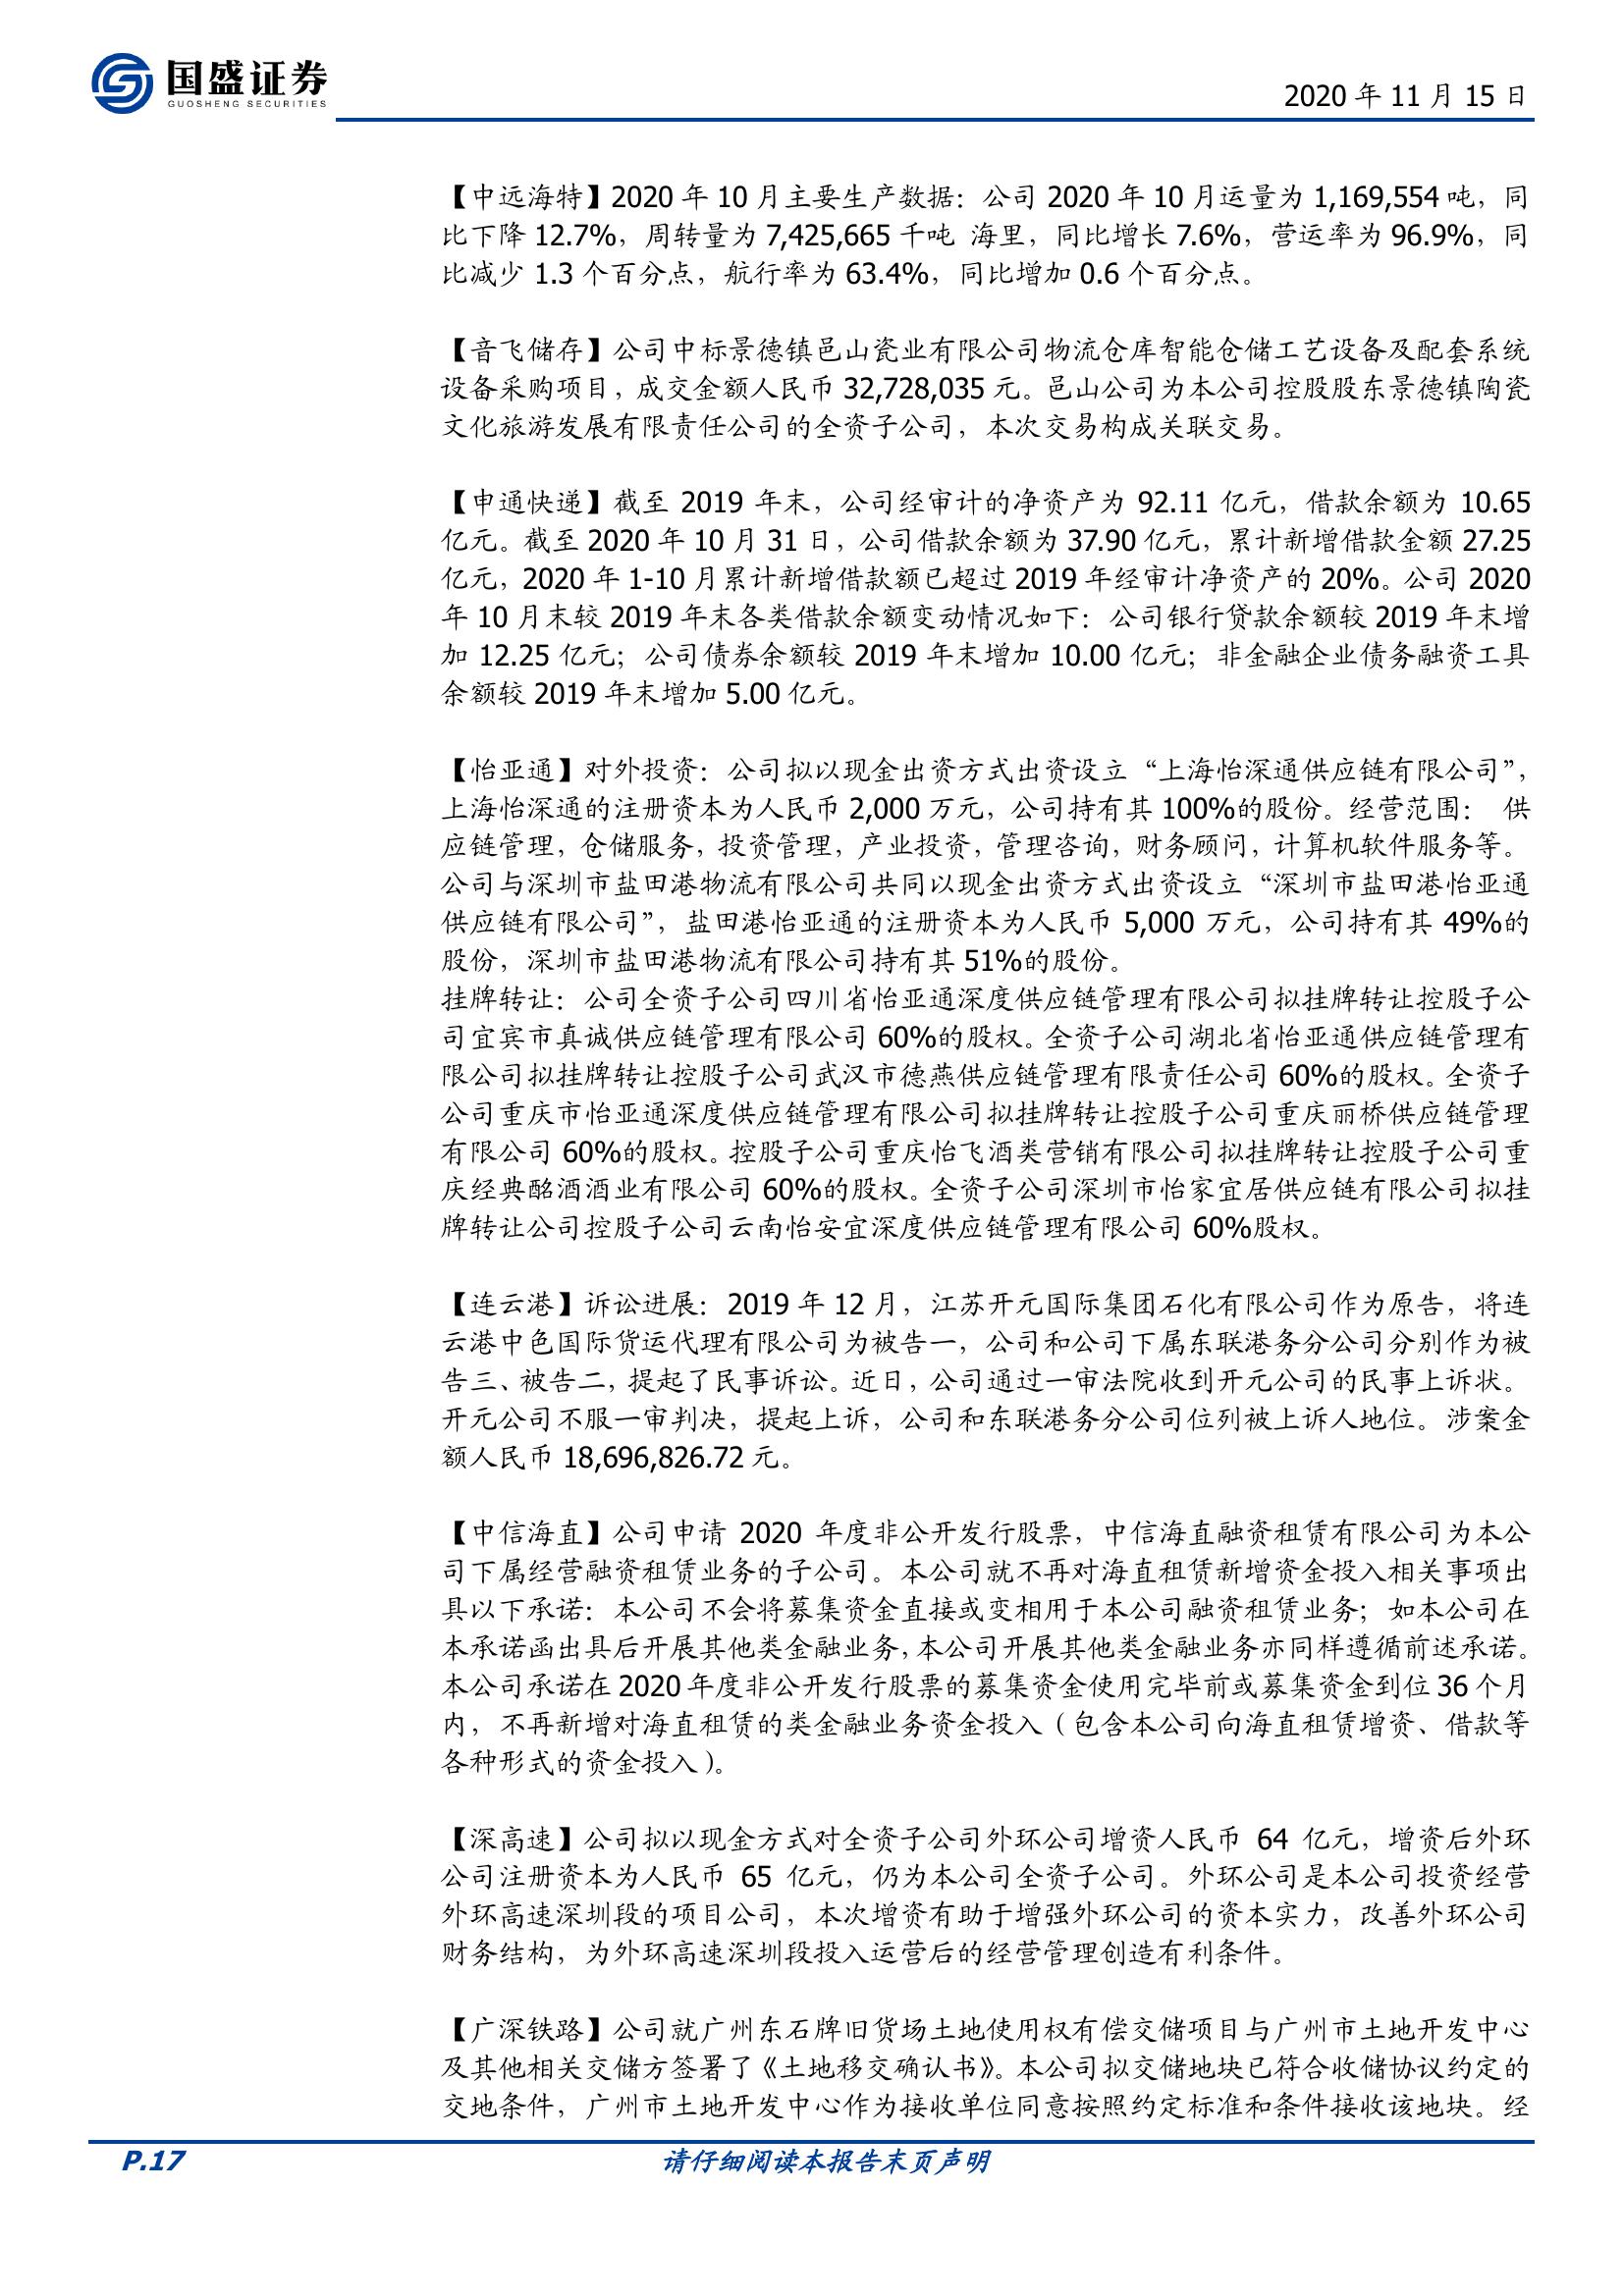 国盛证券
GUOSHENG SECURITIES
2020 年 11 月 15 日
【中远海特】2020 年 10 月主要生产数据：公司 2020 年 10 月运量为 1,169,554 吨，同
比下降 12.7%，周转量为 7,425,665 千吨 海里，同比增长 7.6%，营运率为 96.9%，同
比减少 1.3 个百分点，航行率为 63.4%，同比增加 0.6 个百分点。
【音飞储存】公司中标景德镇邑山瓷业有限公司物流仓库智能仓储工艺设备及配套系统
设备采购项目，成交金额人民币 32,728,035 元。邑山公司为本公司控股股东景德镇陶瓷
文化旅游发展有限责任公司的全资子公司，本次交易构成关联交易。
【申通快递】截至 2019 年末，公司经审计的净资产为 92.11 亿元，借款余额为 10.65
亿元。截至 2020 年 10 月 31 日，公司借款余额为 37.90 亿元，累计新增借款金额 27.25
亿元，2020 年 1-10 月累计新增借款额已超过 2019 年经审计净资产的 20%。公司 2020
年 10 月末较 2019 年末各类借款余额变动情况如下：公司银行贷款余额较 2019 年末增
加 12.25 亿元；公司债券余额较 2019 年末增加 10.00 亿元；非金融企业债务融资工具
余额较 2019 年末增加 5.00 亿元。
【怡亚通】对外投资：公司拟以现金出资方式出资设立“上海怡深通供应链有限公司”，
上海怡深通的注册资本为人民币 2,000 万元，公司持有其 100%的股份。经营范围： 供
应链管理，仓储服务，投资管理，产业投资，管理咨询，财务顾问，计算机软件服务等。
公司与深圳市盐田港物流有限公司共同以现金出资方式出资设立“深圳市盐田港怡亚通
供应链有限公司”，盐田港怡亚通的注册资本为人民币 5,000 万元，公司持有其 49%的
股份，深圳市盐田港物流有限公司持有其 51%的股份。
挂牌转让：公司全资子公司四川省怡亚通深度供应链管理有限公司拟挂牌转让控股子公
司宜宾市真诚供应链管理有限公司 60%的股权。全资子公司湖北省怡亚通供应链管理有
限公司拟挂牌转让控股子公司武汉市德燕供应链管理有限责任公司 60%的股权。全资子
公司重庆市怡亚通深度供应链管理有限公司拟挂牌转让控股子公司重庆丽桥供应链管理
有限公司 60%的股权。控股子公司重庆怡飞酒类营销有限公司拟挂牌转让控股子公司重
庆经典酩酒酒业有限公司 60%的股权。全资子公司深圳市怡家宜居供应链有限公司拟挂
牌转让公司控股子公司云南怡安宜深度供应链管理有限公司 60%股权。
【连云港】诉讼进展：2019 年 12 月，江苏开元国际集团石化有限公司作为原告，将连
云港中色国际货运代理有限公司为被告一，公司和公司下属东联港务分公司分别作为被
告三、被告二，提起了民事诉讼。近日，公司通过一审法院收到开元公司的民事上诉状。
开元公司不服一审判决，提起上诉，公司和东联港务分公司位列被上诉人地位。涉案金
额人民币 18,696,826.72 元。
【中信海直】公司申请 2020 年度非公开发行股票，中信海直融资租赁有限公司为本公
司下属经营融资租赁业务的子公司。本公司就不再对海直租赁新增资金投入相关事项出
具以下承诺：本公司不会将募集资金直接或变相用于本公司融资租赁业务；如本公司在
本承诺函出具后开展其他类金融业务，本公司开展其他类金融业务亦同样遵循前述承诺。
本公司承诺在 2020 年度非公开发行股票的募集资金使用完毕前或募集资金到位 36 个月
内，不再新增对海直租赁的类金融业务资金投入（包含本公司向海直租赁增资、借款等
各种形式的资金投入）。
【深高速】公司拟以现金方式对全资子公司外环公司增资人民币 64 亿元，增资后外环
公司注册资本为人民币 65 亿元，仍为本公司全资子公司。外环公司是本公司投资经营
外环高速深圳段的项目公司，本次增资有助于增强外环公司的资本实力，改善外环公司
财务结构，为外环高速深圳段投入运营后的经营管理创造有利条件。
【广深铁路】公司就广州东石牌旧货场土地使用权有偿交储项目与广州市土地开发中心
及其他相关交储方签署了《土地移交确认书》。本公司拟交储地块已符合收储协议约定的
交地条件，广州市土地开发中心作为接收单位同意按照约定标准和条件接收该地块。经
P.17
请仔细阅读本报告末页声明